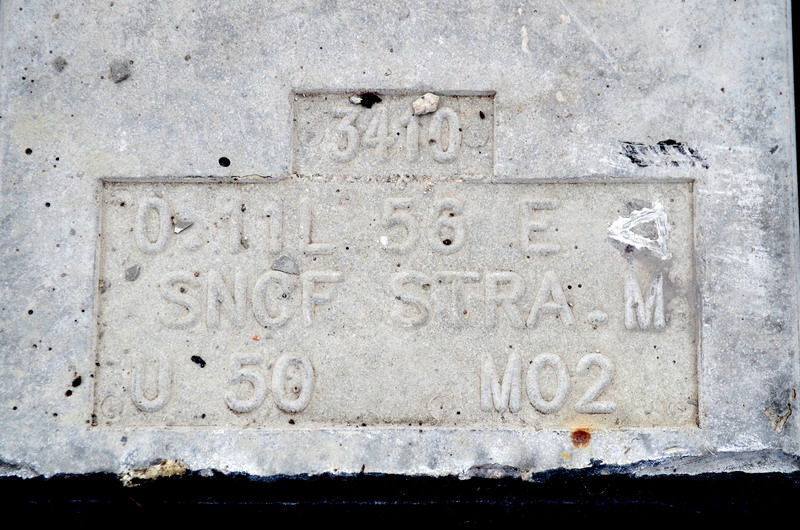 3410
0.11L 56 E
SNCF STRA.M
U 50 M02